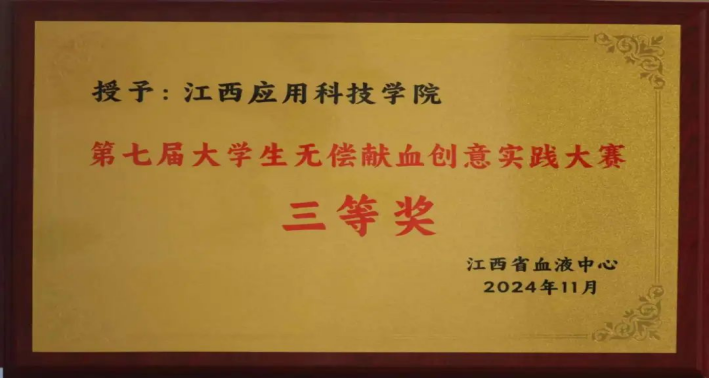 授予：江西应用科技学院
第七届大学生无偿献血创意实践大赛
三等奖
江西省血液中心
2024年11月